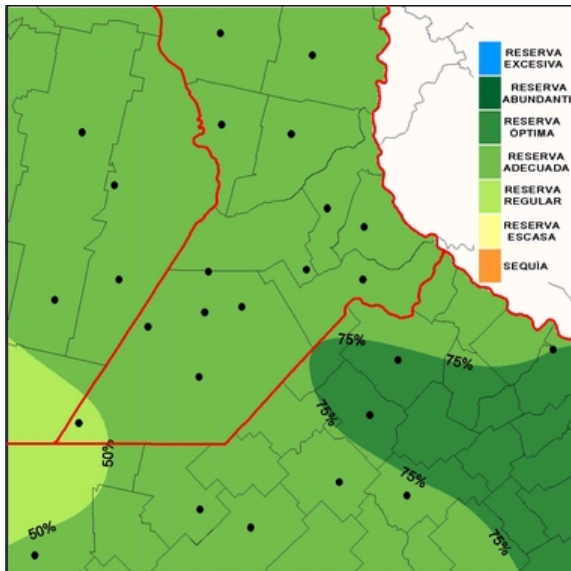 RESERVA
EXCESIVA
RESERVA
ABUNDANTE
RESERVA
ÓPTIMA
RESERVA
ADECUADA
RESERVA
REGULAR
RESERVA
ESCASA
SEQUÍA
75%
75%
75%
75%
75%
50%
50%